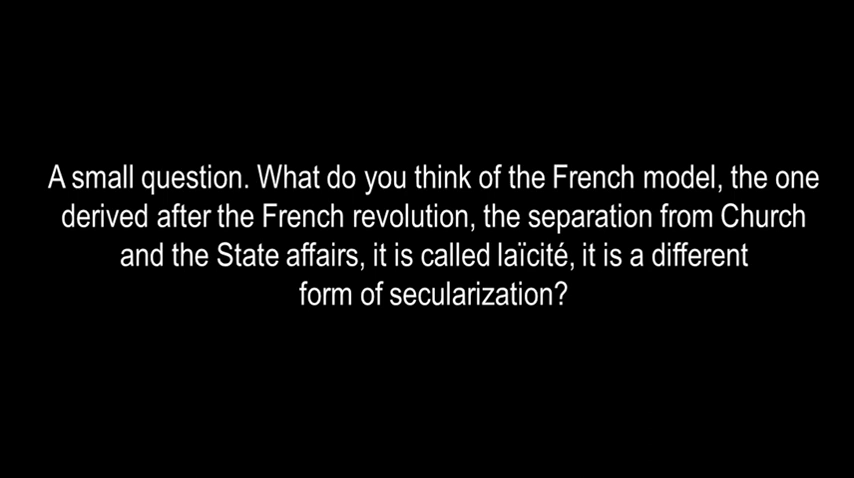 A small question. What do you think of the French model, the one
derived after the French revolution, the separation from Church
and the State affairs, it is called laïcité, it is a different
form of secularization?